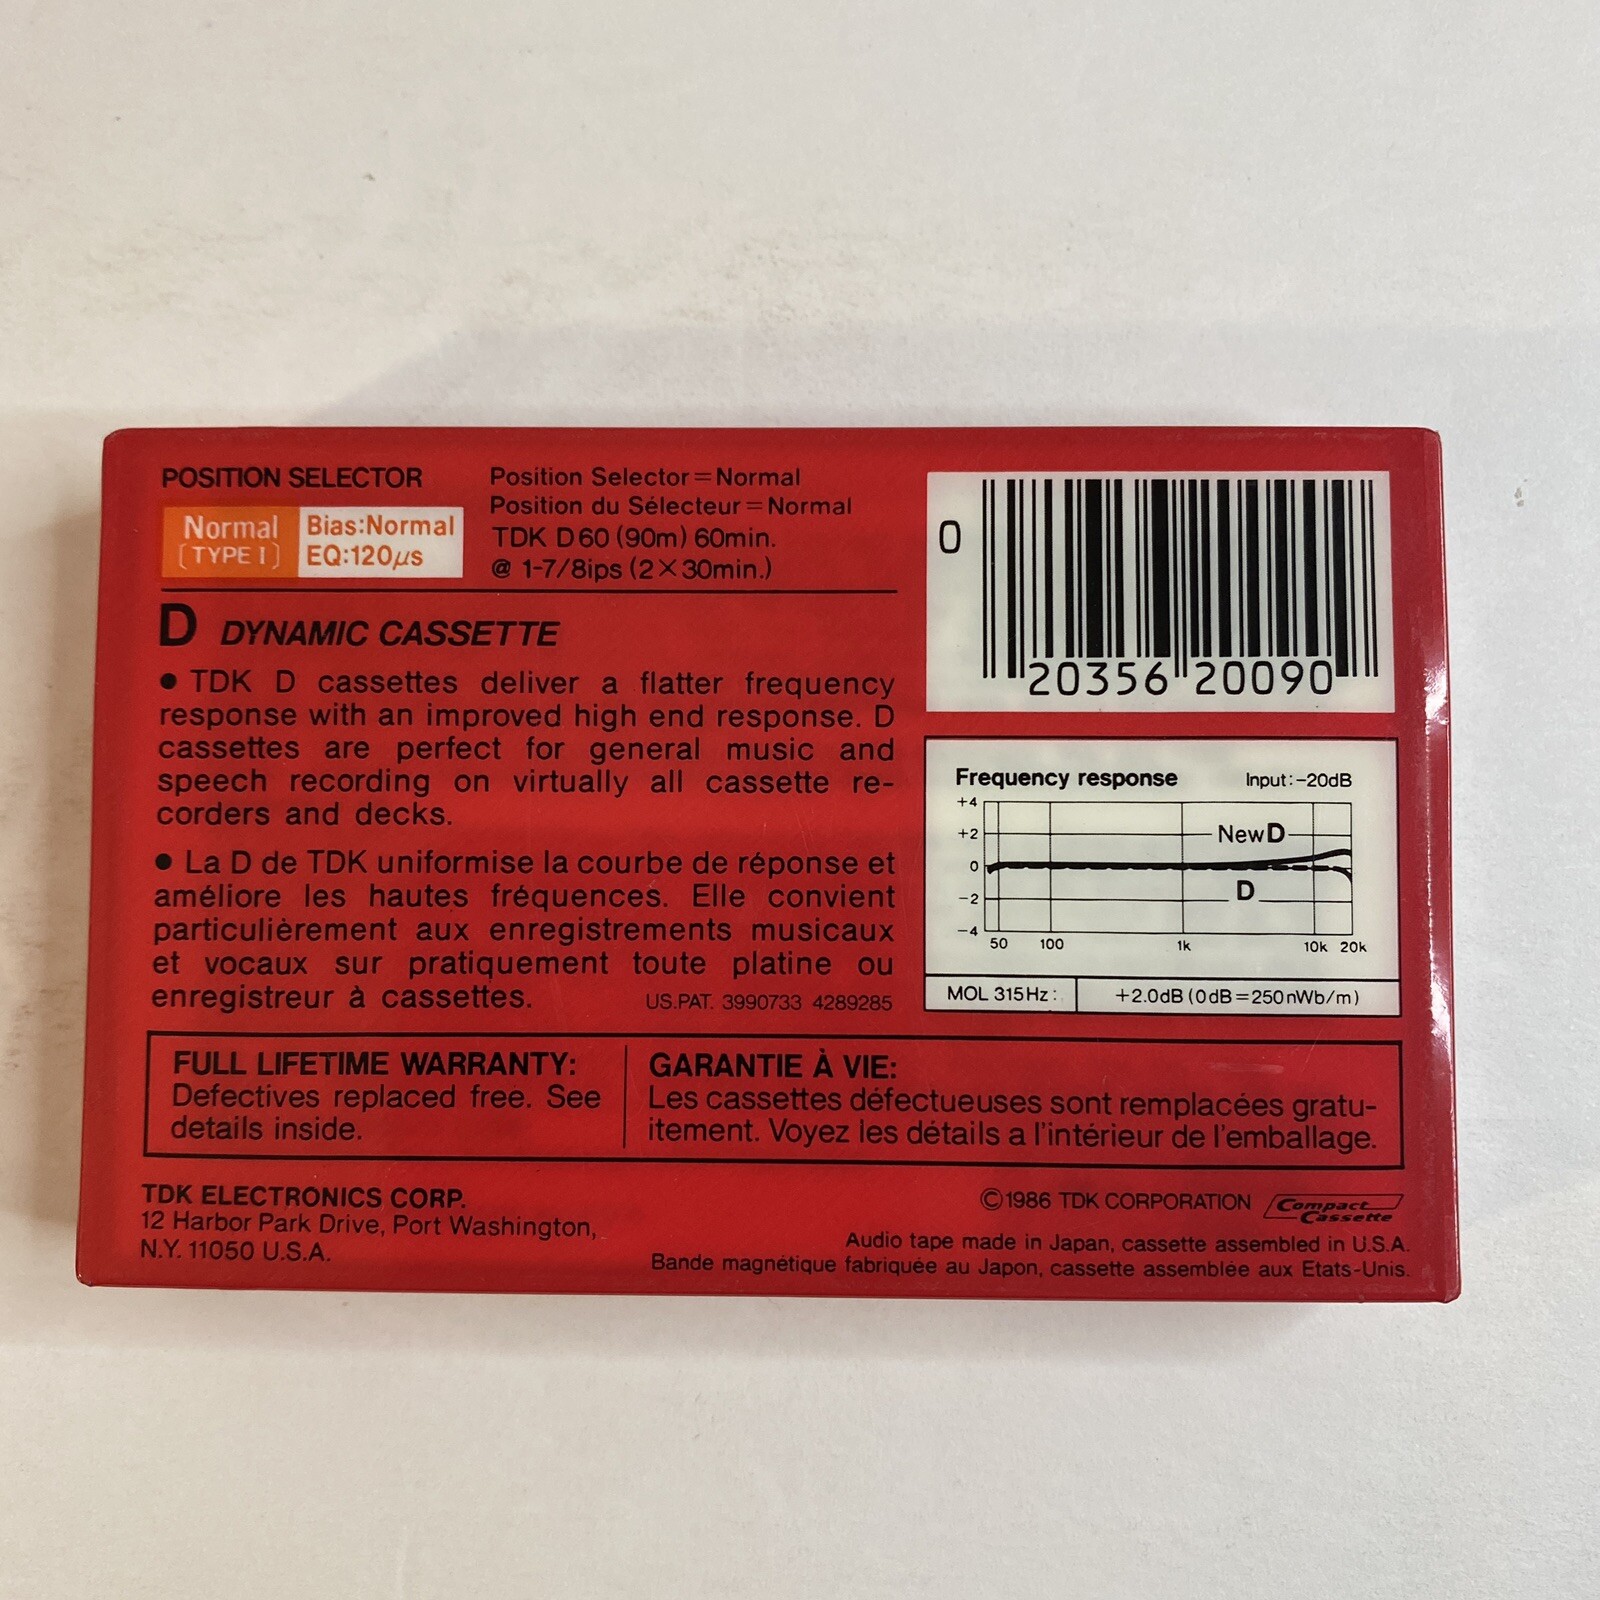 POSITION SELECTOR
Normal
[TYPE I]
Bias:Normal
EQ:120μs
Position Selector=Normal
Position du Sélecteur=Normal
TDK D60 (90m) 60min.
@ 1-7/8ips (2×30min.)
D DYNAMIC CASSETTE
● TDK D cassettes deliver a flatter frequency
response with an improved high end response. D
cassettes are perfect for general music and
speech recording on virtually all cassette re-
corders and decks.
● La D de TDK uniformise la courbe de réponse et
améliore les hautes fréquences. Elle convient
particulièrement aux enregistrements musicaux
et vocaux sur pratiquement toute platine ou
enregistreur à cassettes.
US.PAT. 3990733 4289285
0 20356 20090
Frequency response Input:-20dB
+4
+2
0
-2
-4
New D
D
50 100 1k 10k 20k
MOL 315Hz: +2.0dB (0dB=250nWb/m)
FULL LIFETIME WARRANTY:
Defectives replaced free. See
details inside.
GARANTIE À VIE:
Les cassettes défectueuses sont remplacées gratu-
itement. Voyez les détails a l'intérieur de l'emballage.
TDK ELECTRONICS CORP.
12 Harbor Park Drive, Port Washington,
N.Y. 11050 U.S.A.
©1986 TDK CORPORATION
Compact
Cassette
Audio tape made in Japan, cassette assembled in U.S.A.
Bande magnétique fabriquée au Japon, cassette assemblée aux Etats-Unis.